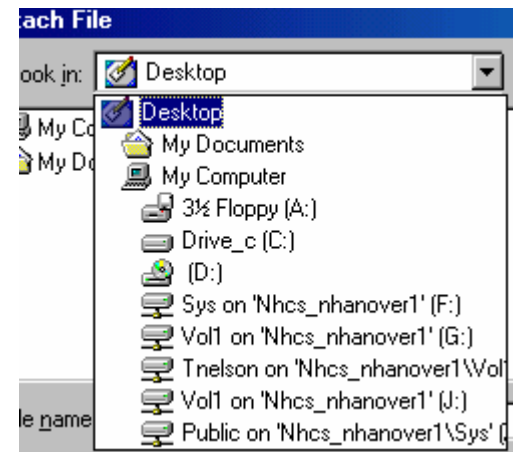 tach File
ook in: Desktop
Desktop
My Co
My Documents
My Do
My Computer
3½ Floppy (A:)
Drive_c (C:)
(D:)
Sys on 'Nhcs_nhanover1' (F:)
Vol1 on 'Nhcs_nhanover1' (G:)
Tnelson on 'Nhcs_nhanover1\Vol
Vol1 on 'Nhcs_nhanover1' (J:)
le name
Public on 'Nhcs_nhanover1\Sys' (